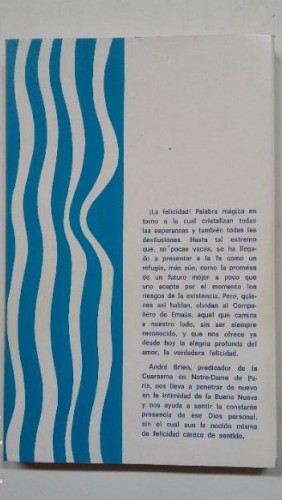 ¡La felicidad! Palabra mágica en
torno a la cual cristalizan todas
las esperanzas y también todas las
desilusiones. Hasta tal extremo
que, no pocas veces, se ha llega-
do a presentar a la fe como un
refugio, más aún, como la promesa
de un futuro mejor a poco que
uno acepte por el momento los
riesgos de la existencia. Pero, quie-
nes así hablan, olvidan al Compa-
ñero de Emaús, aquel que camina
a nuestro lado, sin ser siempre
reconocido, y que nos ofrece ya
desde hoy la alegría profunda del
amor, la verdadera felicidad.
André Brien, predicador de la
Cuaresma en Notre-Dame de Pa-
rís, nos lleva a penetrar de nuevo
en la intimidad de la Buena Nueva
y nos ayuda a sentir la constante
presencia de ese Dios personal,
sin el cual aun la noción misma
de felicidad carece de sentido.